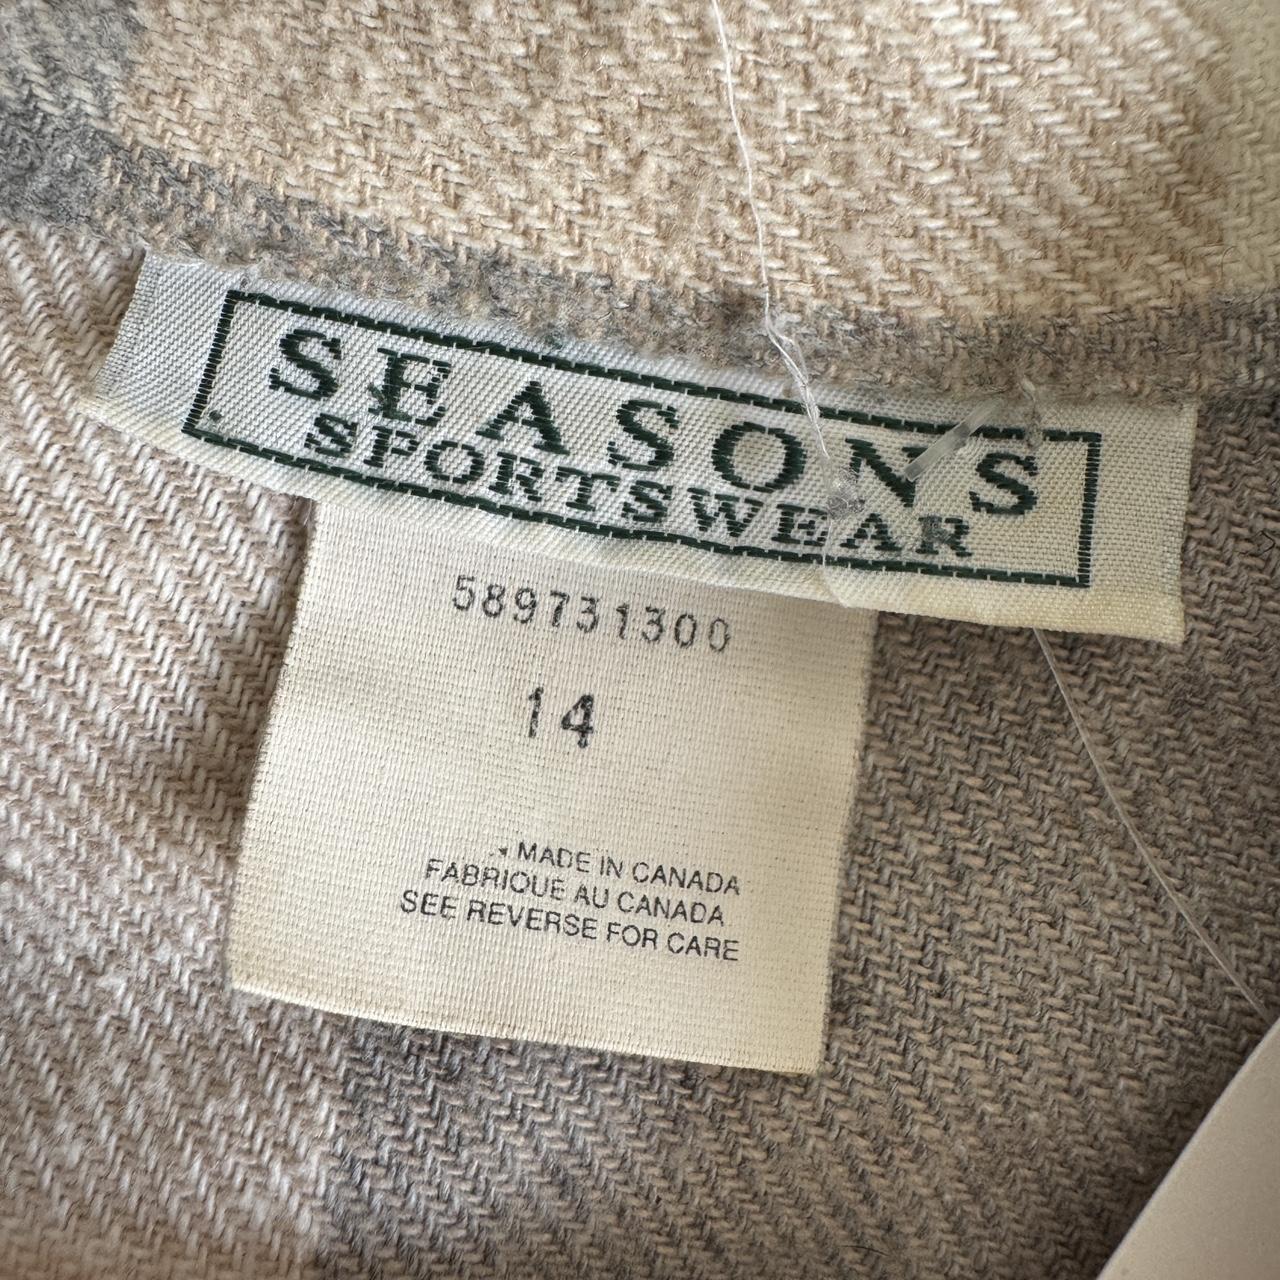 SEASONS
SPORTSWEAR
589731300
14
MADE IN CANADA
FABRIQUE AU CANADA
SEE REVERSE FOR CARE